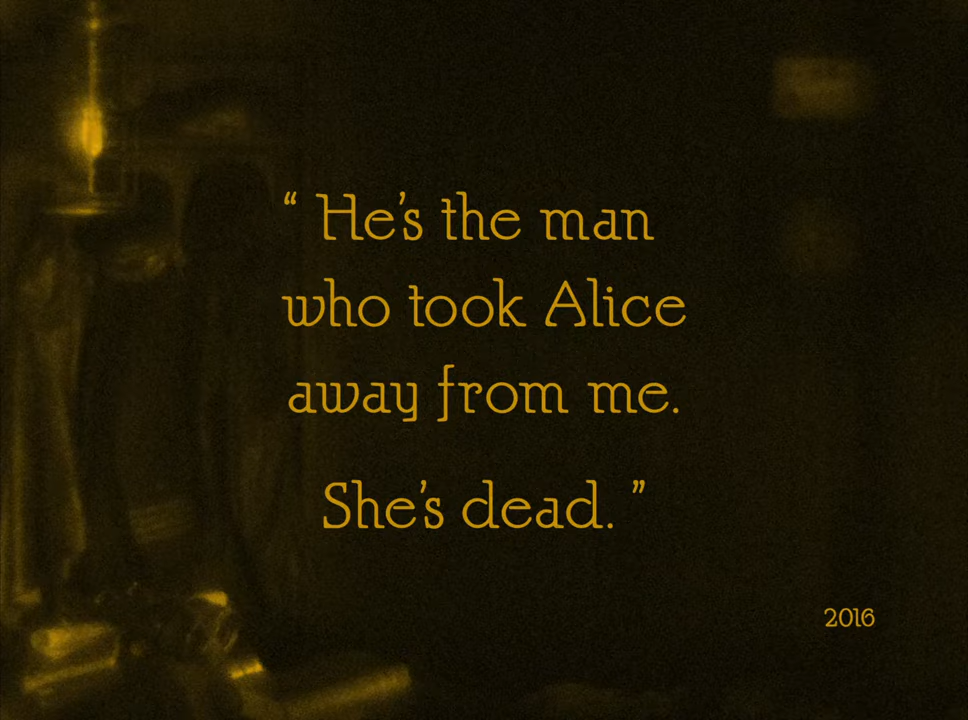 “ He’s the man
who took Alice
away from me.
She’s dead. ”
2016